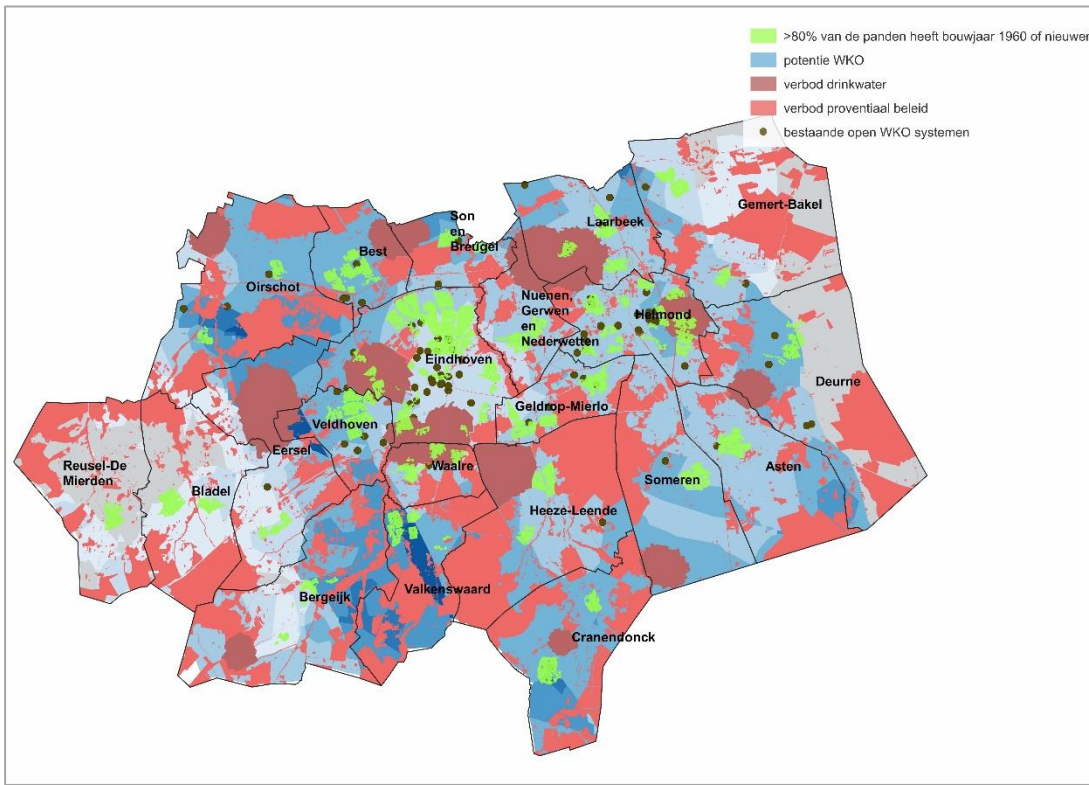 >80% van de panden heeft bouwjaar 1960 of nieuwer
potentie WKO
verbod drinkwater
verbod proventiaal beleid
bestaande open WKO systemen
Gemert-Bakel
Laarbeek
Son
en
Breugel
Best
Oirschot
Nuenen,
Gerwen
en
Nederwetten
Helmond
Eindhoven
Deurne
Geldrop-Mierlo
Veldhoven
Eersel
Waalre
Reusel-De
Mierden
Bladel
Asten
Someren
Heeze-Leende
Bergeijk
Valkenswaard
Cranendonck